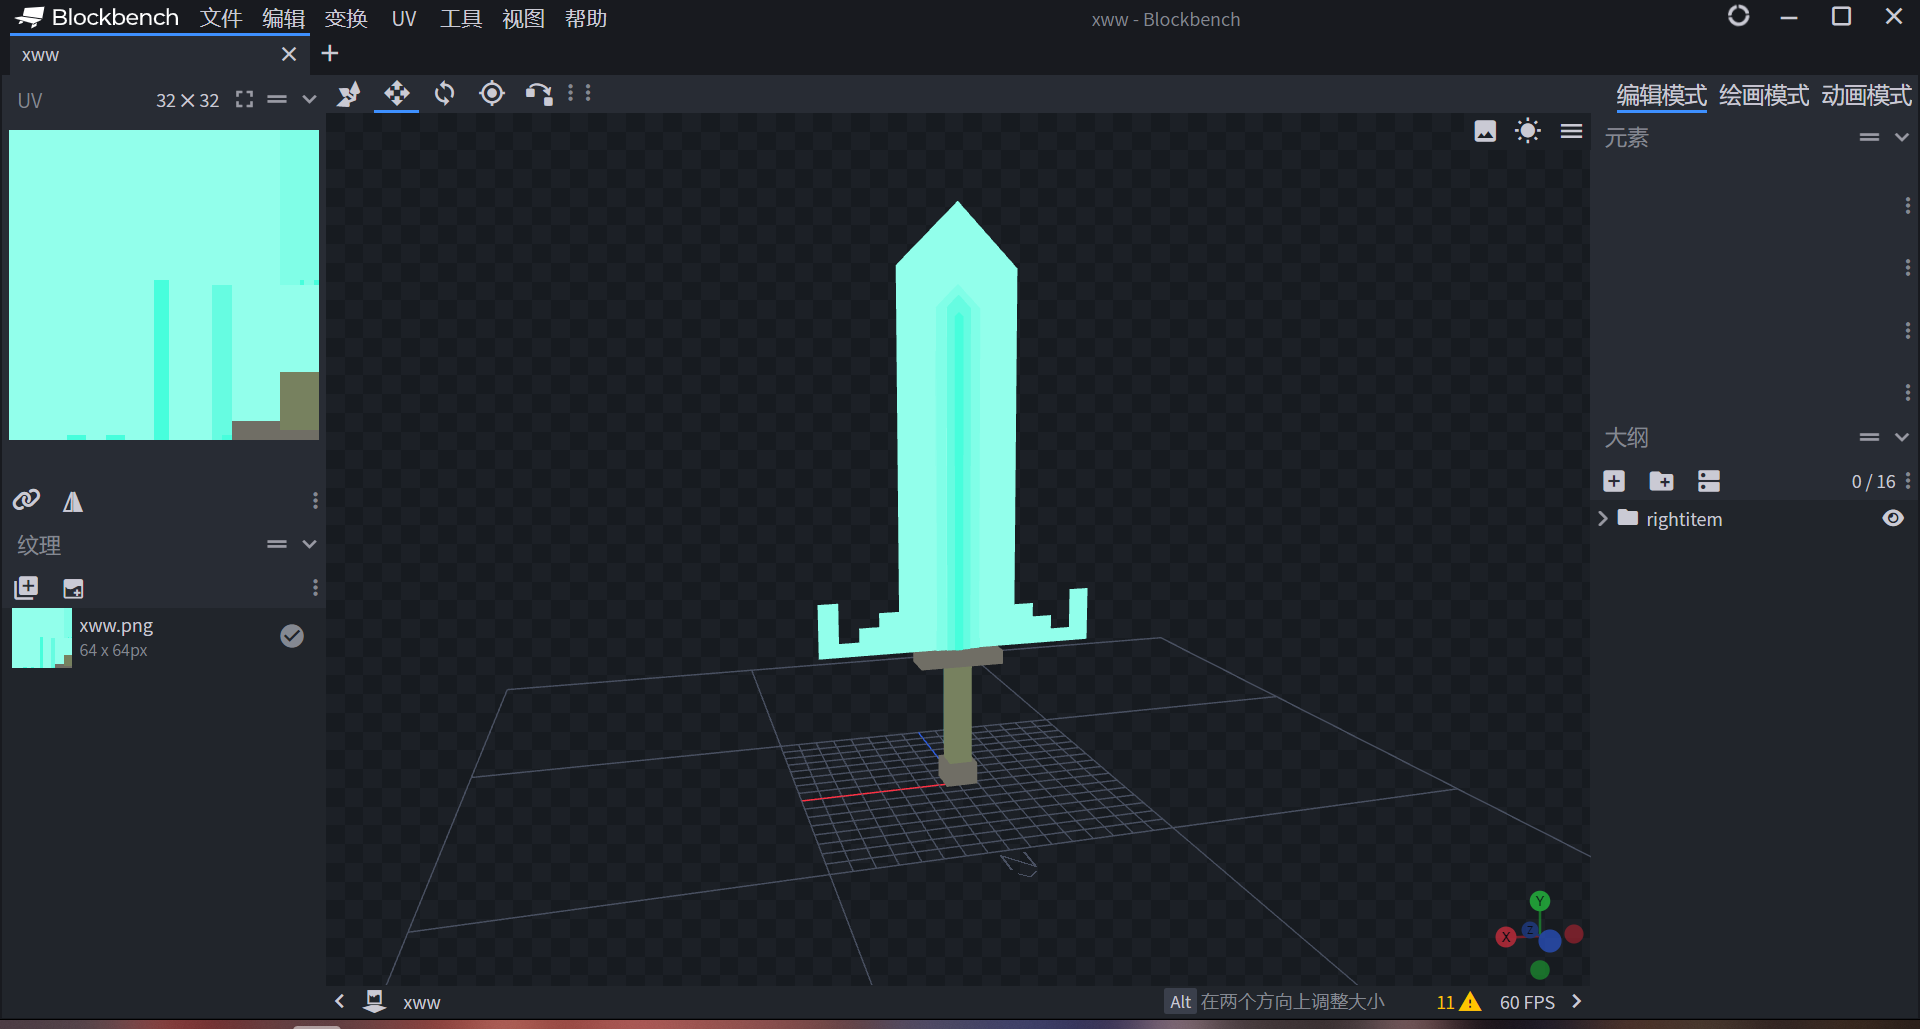 Blockbench 文件 编辑 变换 UV 工具 视图 帮助
xww - Blockbench
xww
UV 32 × 32
编辑模式 绘画模式 动画模式
元素
大纲
0 / 16
rightitem
纹理
xww.png
64 x 64px
Y
X
Z
xww
Alt 在两个方向上调整大小
11
60 FPS